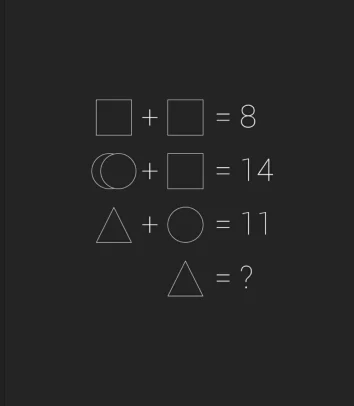 + = 8
+ = 14
+ = 11
= ?